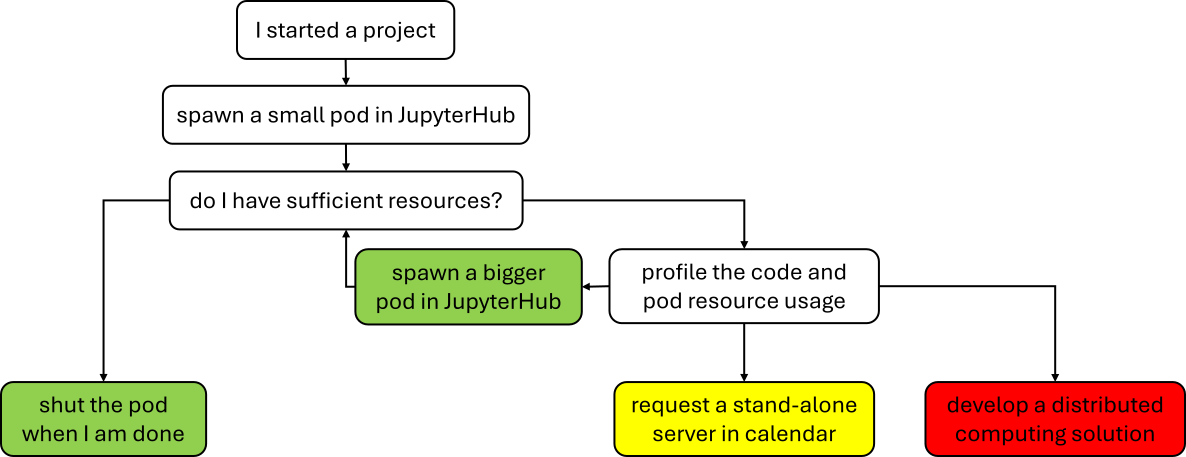 I started a project
spawn a small pod in JupyterHub
do I have sufficient resources?
spawn a bigger
pod in JupyterHub
profile the code and
pod resource usage
shut the pod
when I am done
request a stand-alone
server in calendar
develop a distributed
computing solution